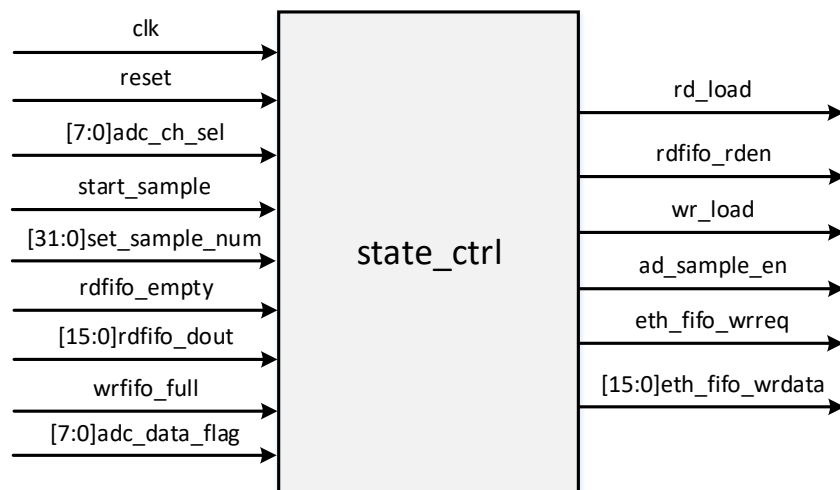 clk
reset
[7:0]adc_ch_sel
start_sample
[31:0]set_sample_num
rdfifo_empty
[15:0]rdfifo_dout
wrfifo_full
[7:0]adc_data_flag
state_ctrl
rd_load
rdfifo_rden
wr_load
ad_sample_en
eth_fifo_wrreq
[15:0]eth_fifo_wrdata